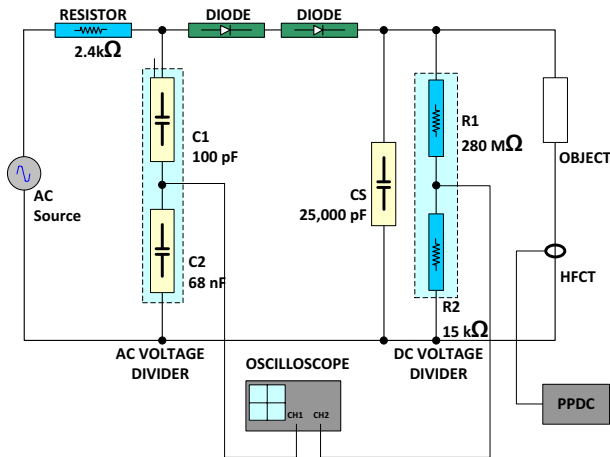 RESISTOR
DIODE
DIODE
2.4kΩ
C1
100 pF
R1
280 MΩ
OBJECT
AC
Source
CS
25,000 pF
C2
68 nF
HFCT
R2
15 kΩ
AC VOLTAGE
DIVIDER
OSCILLOSCOPE
DC VOLTAGE
DIVIDER
CH1
CH2
PPDC